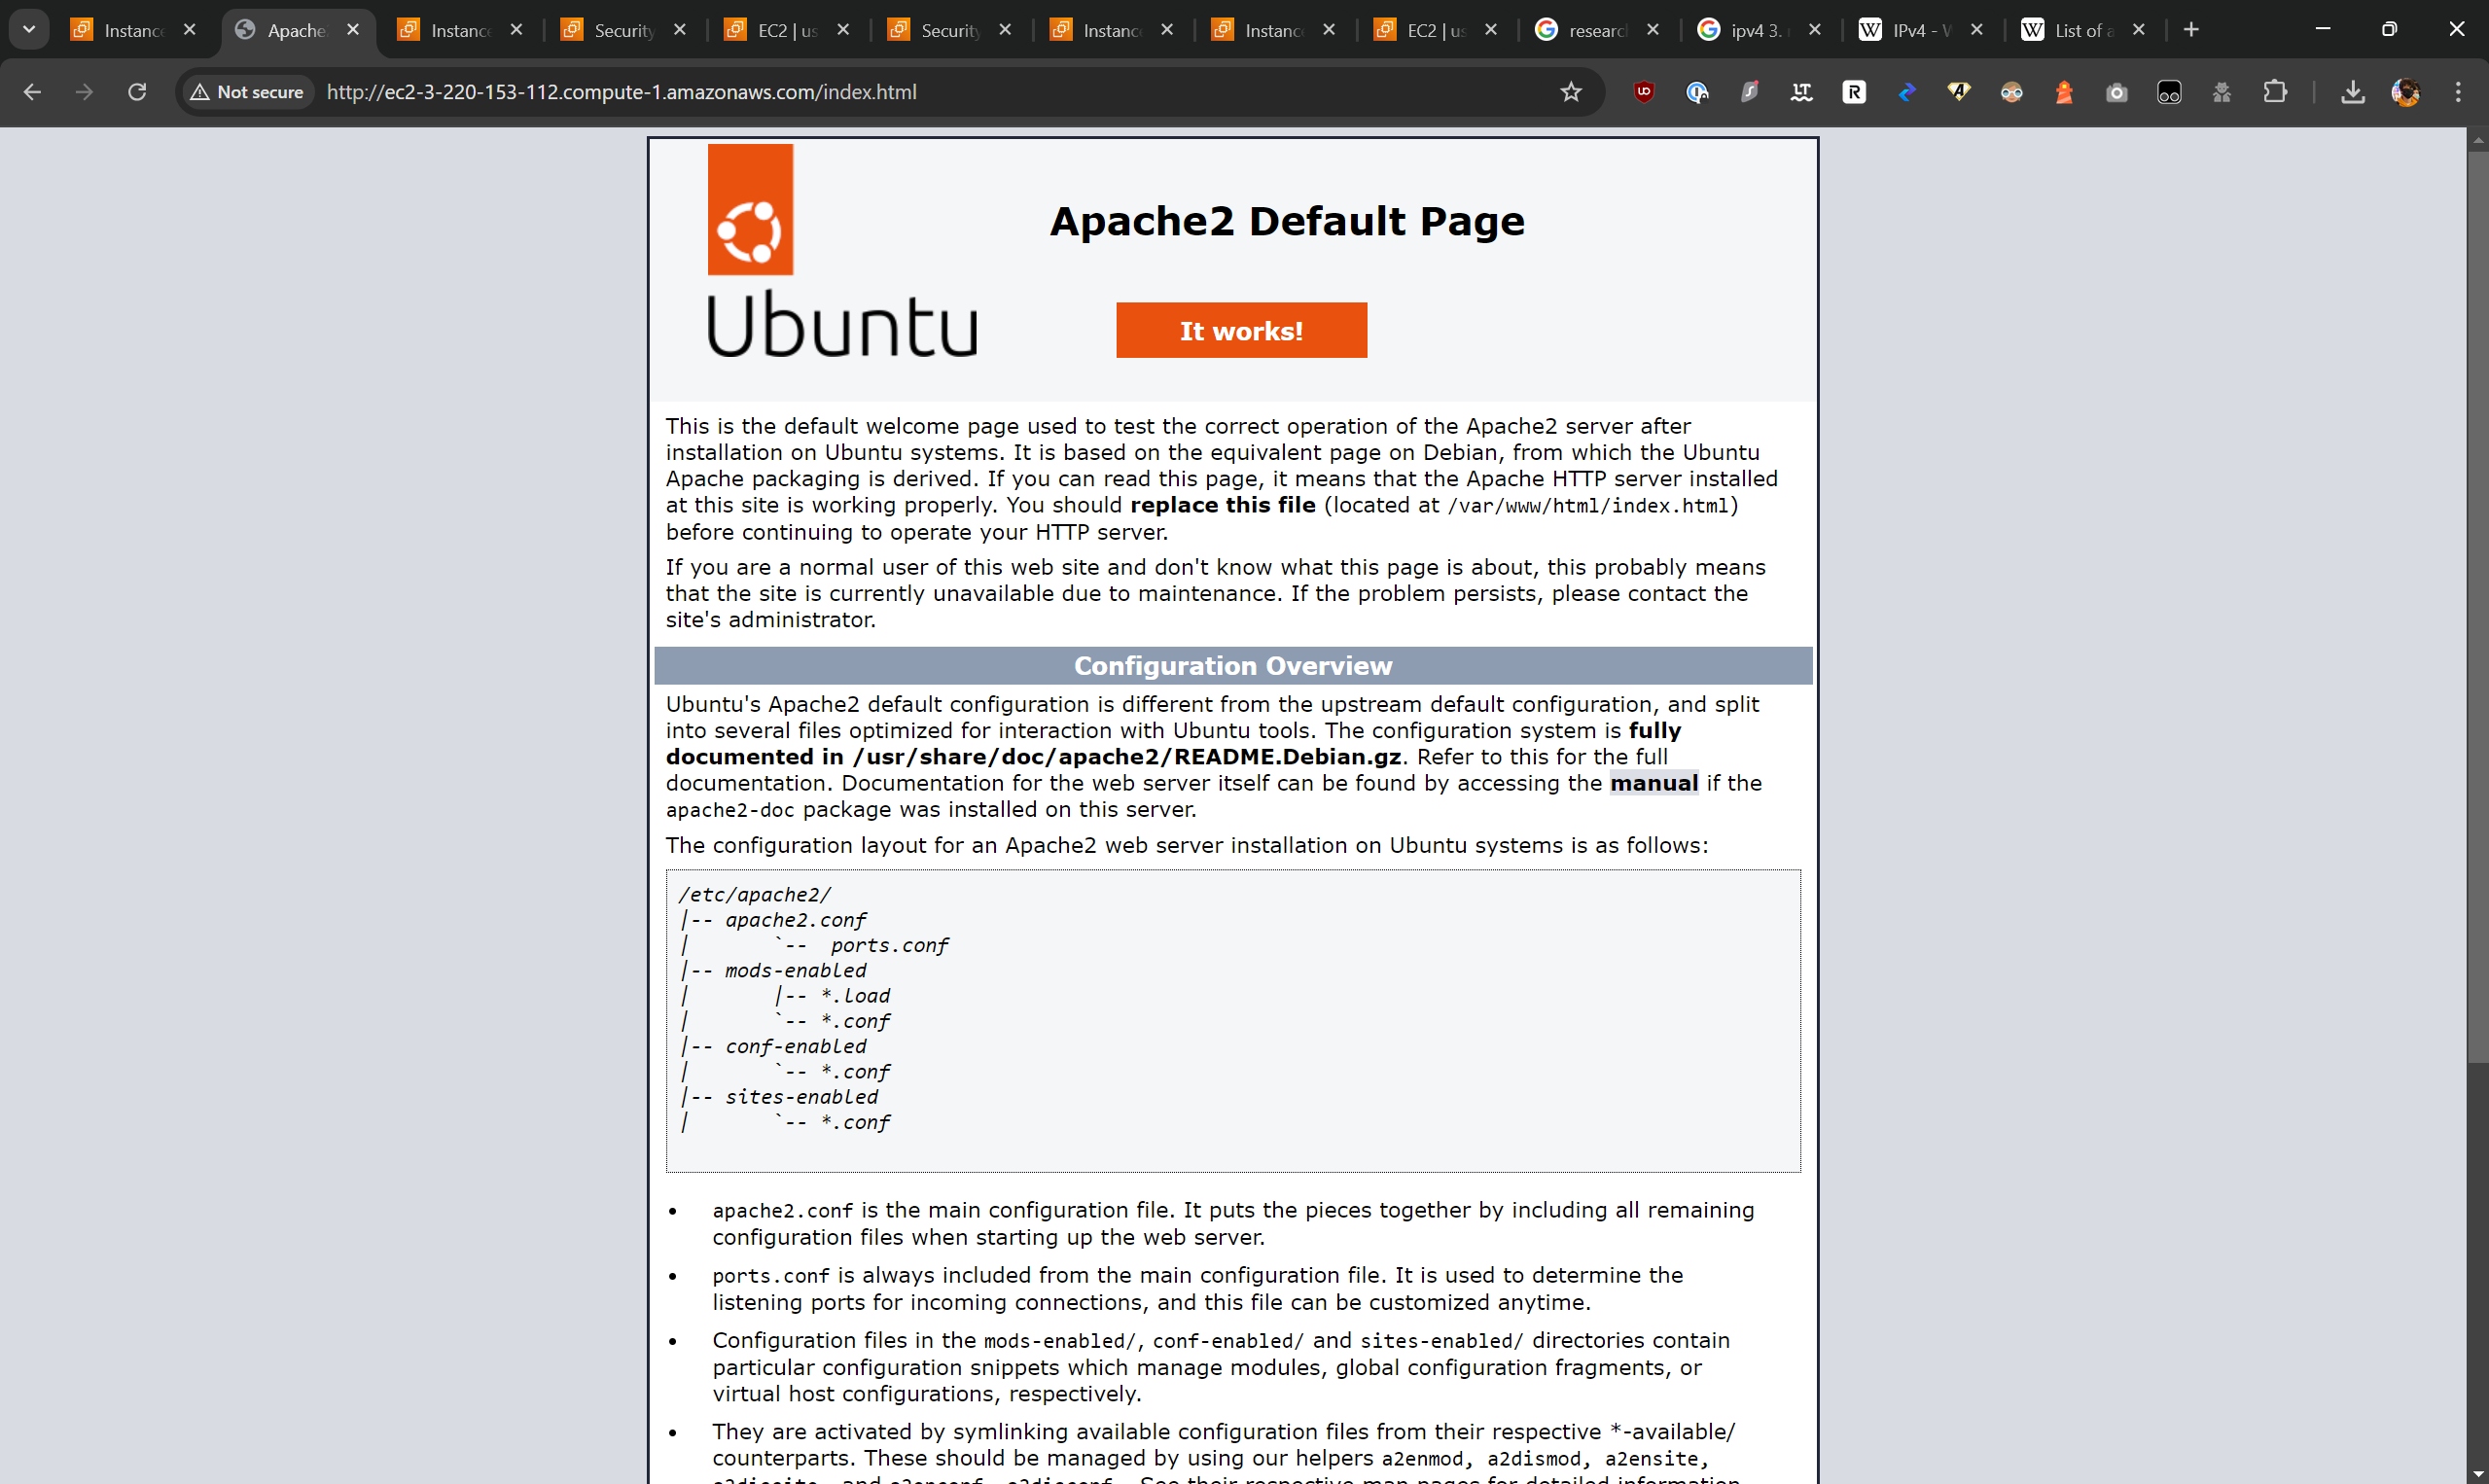 Instance
Apache
Instance
Security
EC2 | us
Security
Instance
Instance
EC2 | us
research
ipv4 3.
IPv4 - W
List of a
Not secure
http://ec2-3-220-153-112.compute-1.amazonaws.com/index.html
Apache2 Default Page
Ubuntu
It works!
This is the default welcome page used to test the correct operation of the Apache2 server after
installation on Ubuntu systems. It is based on the equivalent page on Debian, from which the Ubuntu
Apache packaging is derived. If you can read this page, it means that the Apache HTTP server installed
at this site is working properly. You should replace this file (located at /var/www/html/index.html)
before continuing to operate your HTTP server.
If you are a normal user of this web site and don't know what this page is about, this probably means
that the site is currently unavailable due to maintenance. If the problem persists, please contact the
site's administrator.
Configuration Overview
Ubuntu's Apache2 default configuration is different from the upstream default configuration, and split
into several files optimized for interaction with Ubuntu tools. The configuration system is fully
documented in /usr/share/doc/apache2/README.Debian.gz. Refer to this for the full
documentation. Documentation for the web server itself can be found by accessing the manual if the
apache2-doc package was installed on this server.
The configuration layout for an Apache2 web server installation on Ubuntu systems is as follows:
/etc/apache2/
|-- apache2.conf
|       `--  ports.conf
|-- mods-enabled
|       |-- *.load
|       `-- *.conf
|-- conf-enabled
|       `-- *.conf
|-- sites-enabled
|       `-- *.conf
• apache2.conf is the main configuration file. It puts the pieces together by including all remaining
configuration files when starting up the web server.
• ports.conf is always included from the main configuration file. It is used to determine the
listening ports for incoming connections, and this file can be customized anytime.
• Configuration files in the mods-enabled/, conf-enabled/ and sites-enabled/ directories contain
particular configuration snippets which manage modules, global configuration fragments, or
virtual host configurations, respectively.
• They are activated by symlinking available configuration files from their respective *-available/
counterparts. These should be managed by using our helpers a2enmod, a2dismod, a2ensite,
a2dissite, and a2enconf, a2disconf . See their respective man pages for detailed information.